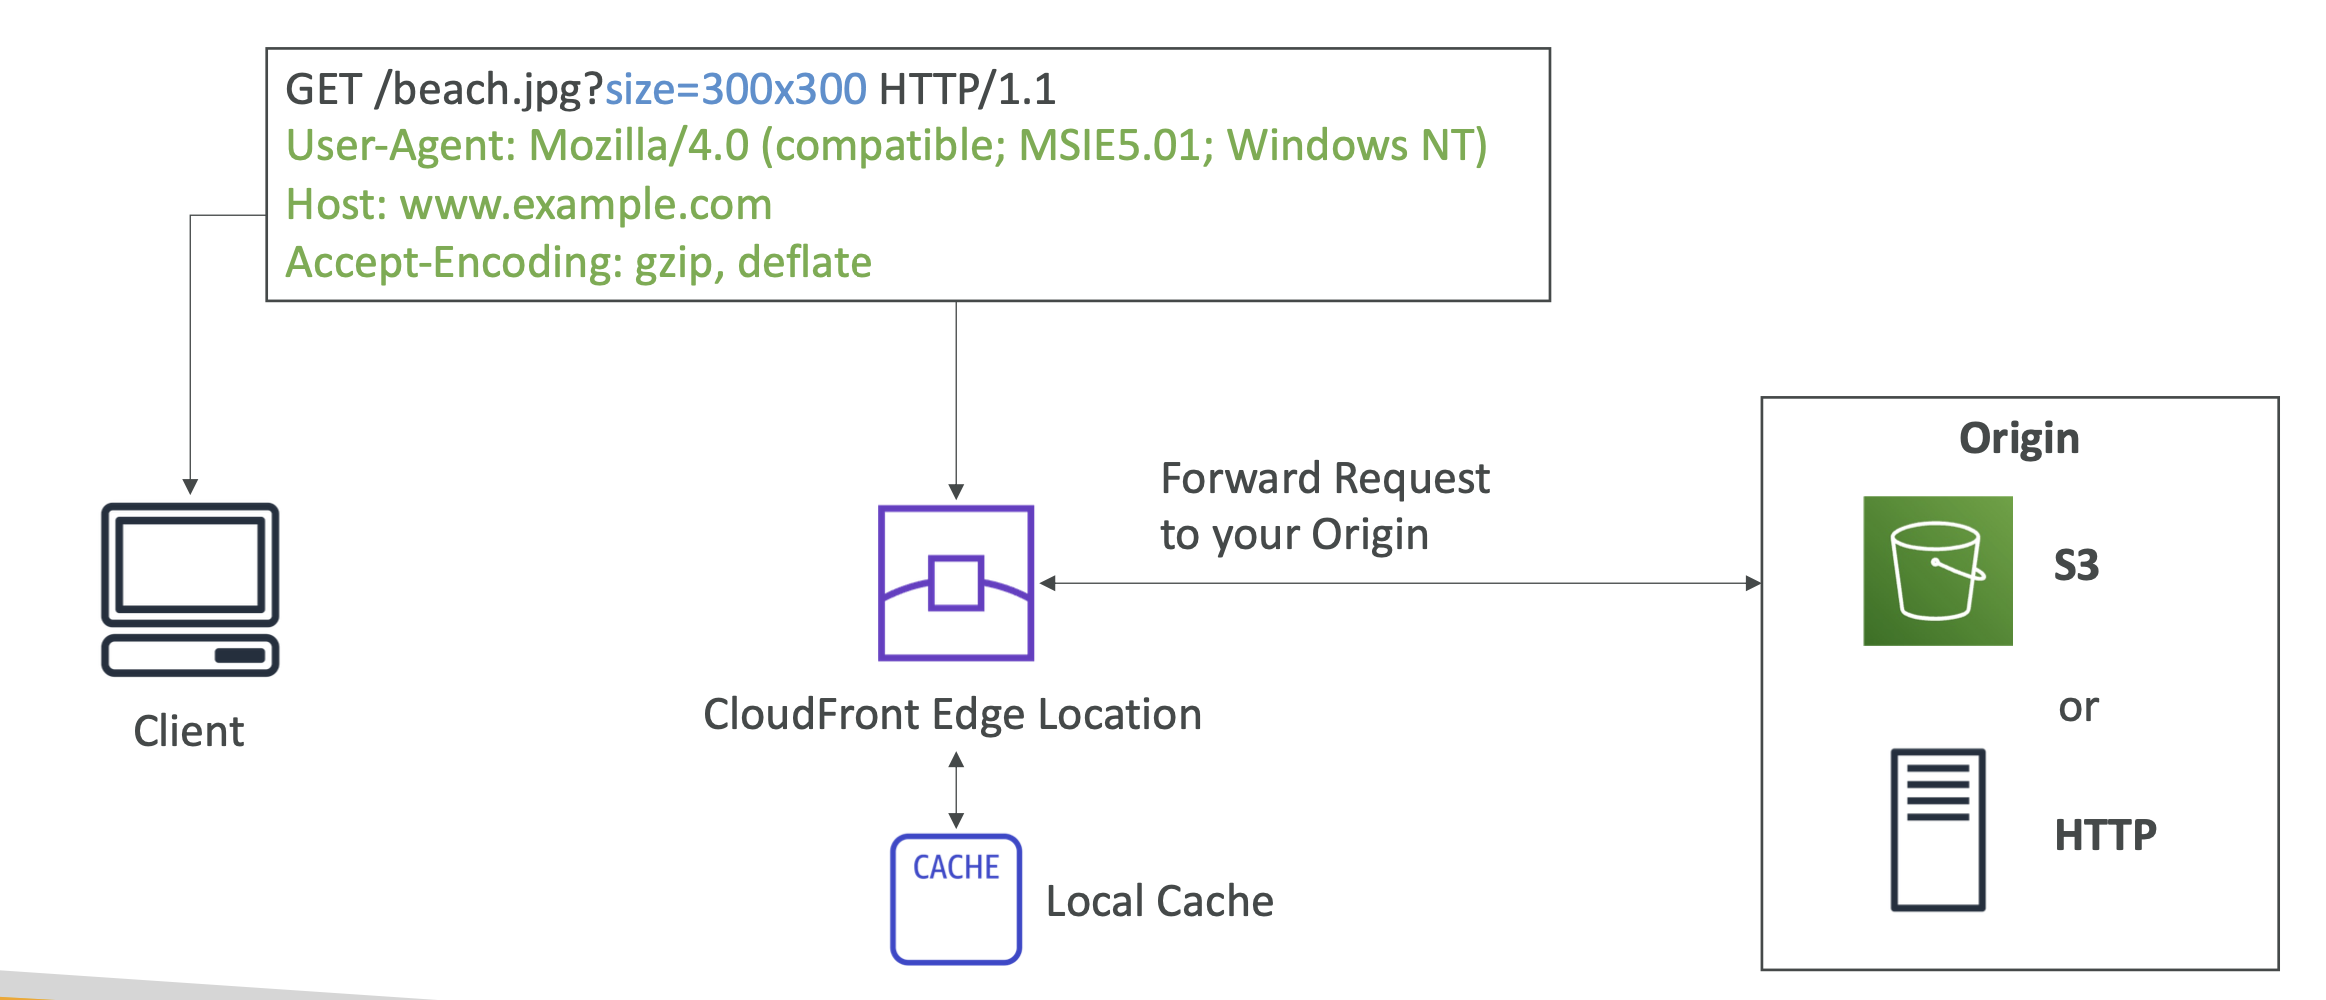 GET /beach.jpg?size=300x300 HTTP/1.1
User-Agent: Mozilla/4.0 (compatible; MSIE5.01; Windows NT)
Host: www.example.com
Accept-Encoding: gzip, deflate
Forward Request
to your Origin
Origin
S3
or
HTTP
Client
CloudFront Edge Location
CACHE
Local Cache